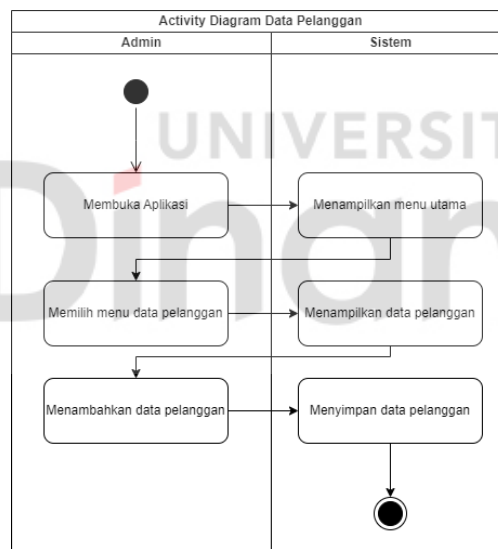 Activity Diagram Data Pelanggan
Admin
Sistem
UNIVERSIT
Dinam
Membuka Aplikasi
Menampilkan menu utama
Memilih menu data pelanggan
Menampilkan data pelanggan
Menambahkan data pelanggan
Menyimpan data pelanggan